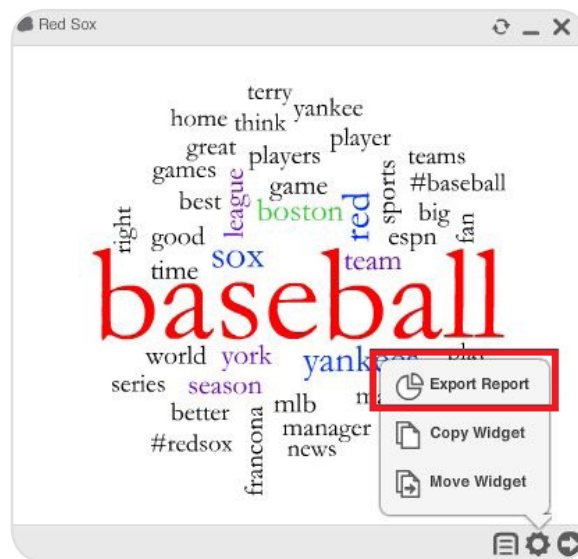 Red Sox
terry
yankee
home think
great
player
games
players
teams
league
game
sports
#baseball
best
boston
red
big
right
good
espn
fan
sox
team
time
baseball
world
york
yankees
series
season
better
mlb
francona
manager
#redsox
news
Export Report
Copy Widget
Move Widget